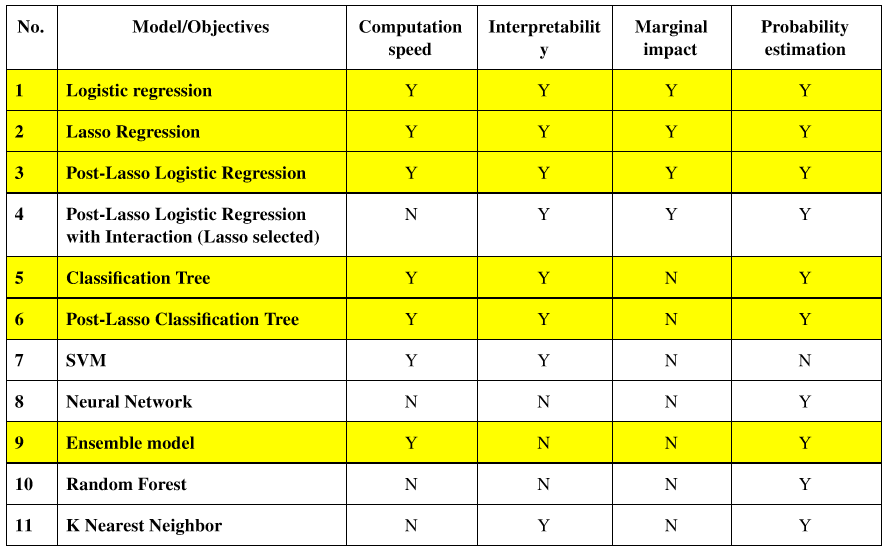 No. Model/Objectives Computation speed Interpretabilit y Marginal impact Probability estimation
1 Logistic regression Y Y Y Y
2 Lasso Regression Y Y Y Y
3 Post-Lasso Logistic Regression Y Y Y Y
4 Post-Lasso Logistic Regression N Y Y Y
with Interaction (Lasso selected)
5 Classification Tree Y Y N Y
6 Post-Lasso Classification Tree Y Y N Y
7 SVM Y Y N N
8 Neural Network N N N Y
9 Ensemble model Y N N Y
10 Random Forest N N N Y
11 K Nearest Neighbor N Y N Y